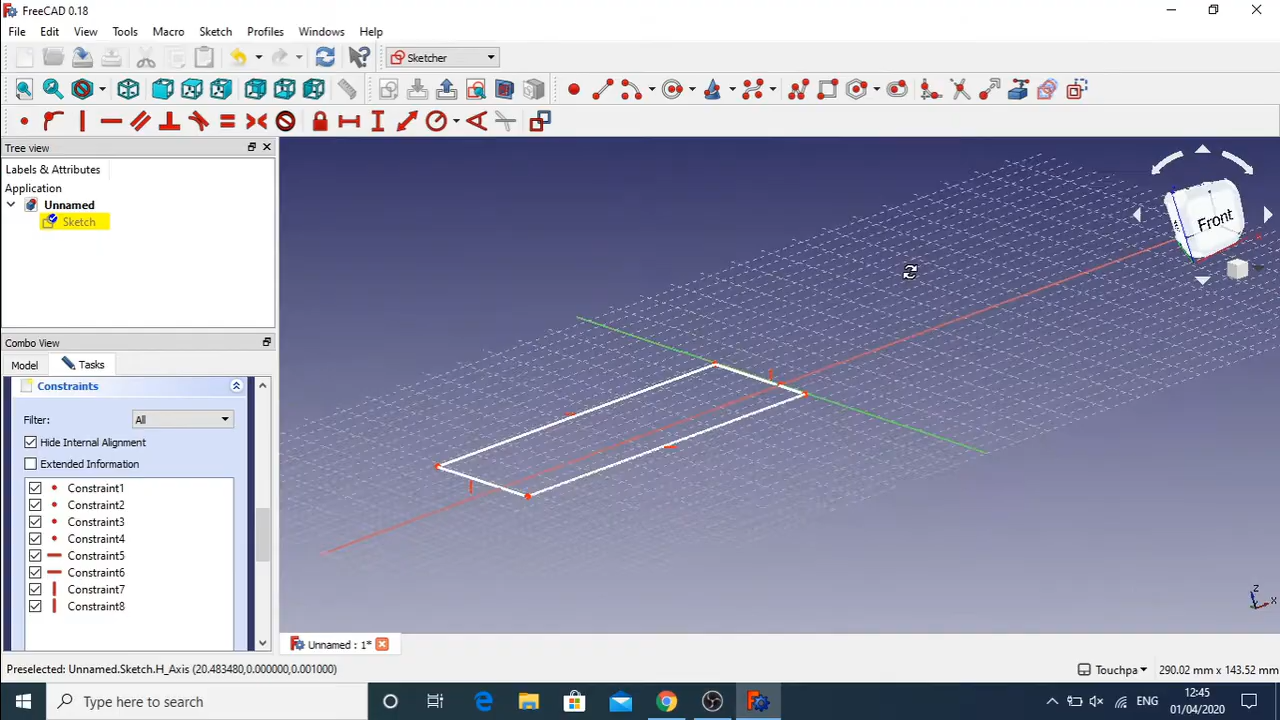 FreeCAD 0.18
File Edit View Tools Macro Sketch Profiles Windows Help
Sketcher
Tree view
Labels & Attributes
Application
Unnamed
Sketch
Combo View
Model Tasks
Constraints
Filter: All
Hide Internal Alignment
Extended Information
Constraint1
Constraint2
Constraint3
Constraint4
Constraint5
Constraint6
Constraint7
Constraint8
Front
Z
X
Unnamed : 1*
Preselected: Unnamed.Sketch.H_Axis (20.483480,0.000000,0.001000)
Touchpa 290.02 mm x 143.52 mm
Type here to search
ENG
12:45
01/04/2020